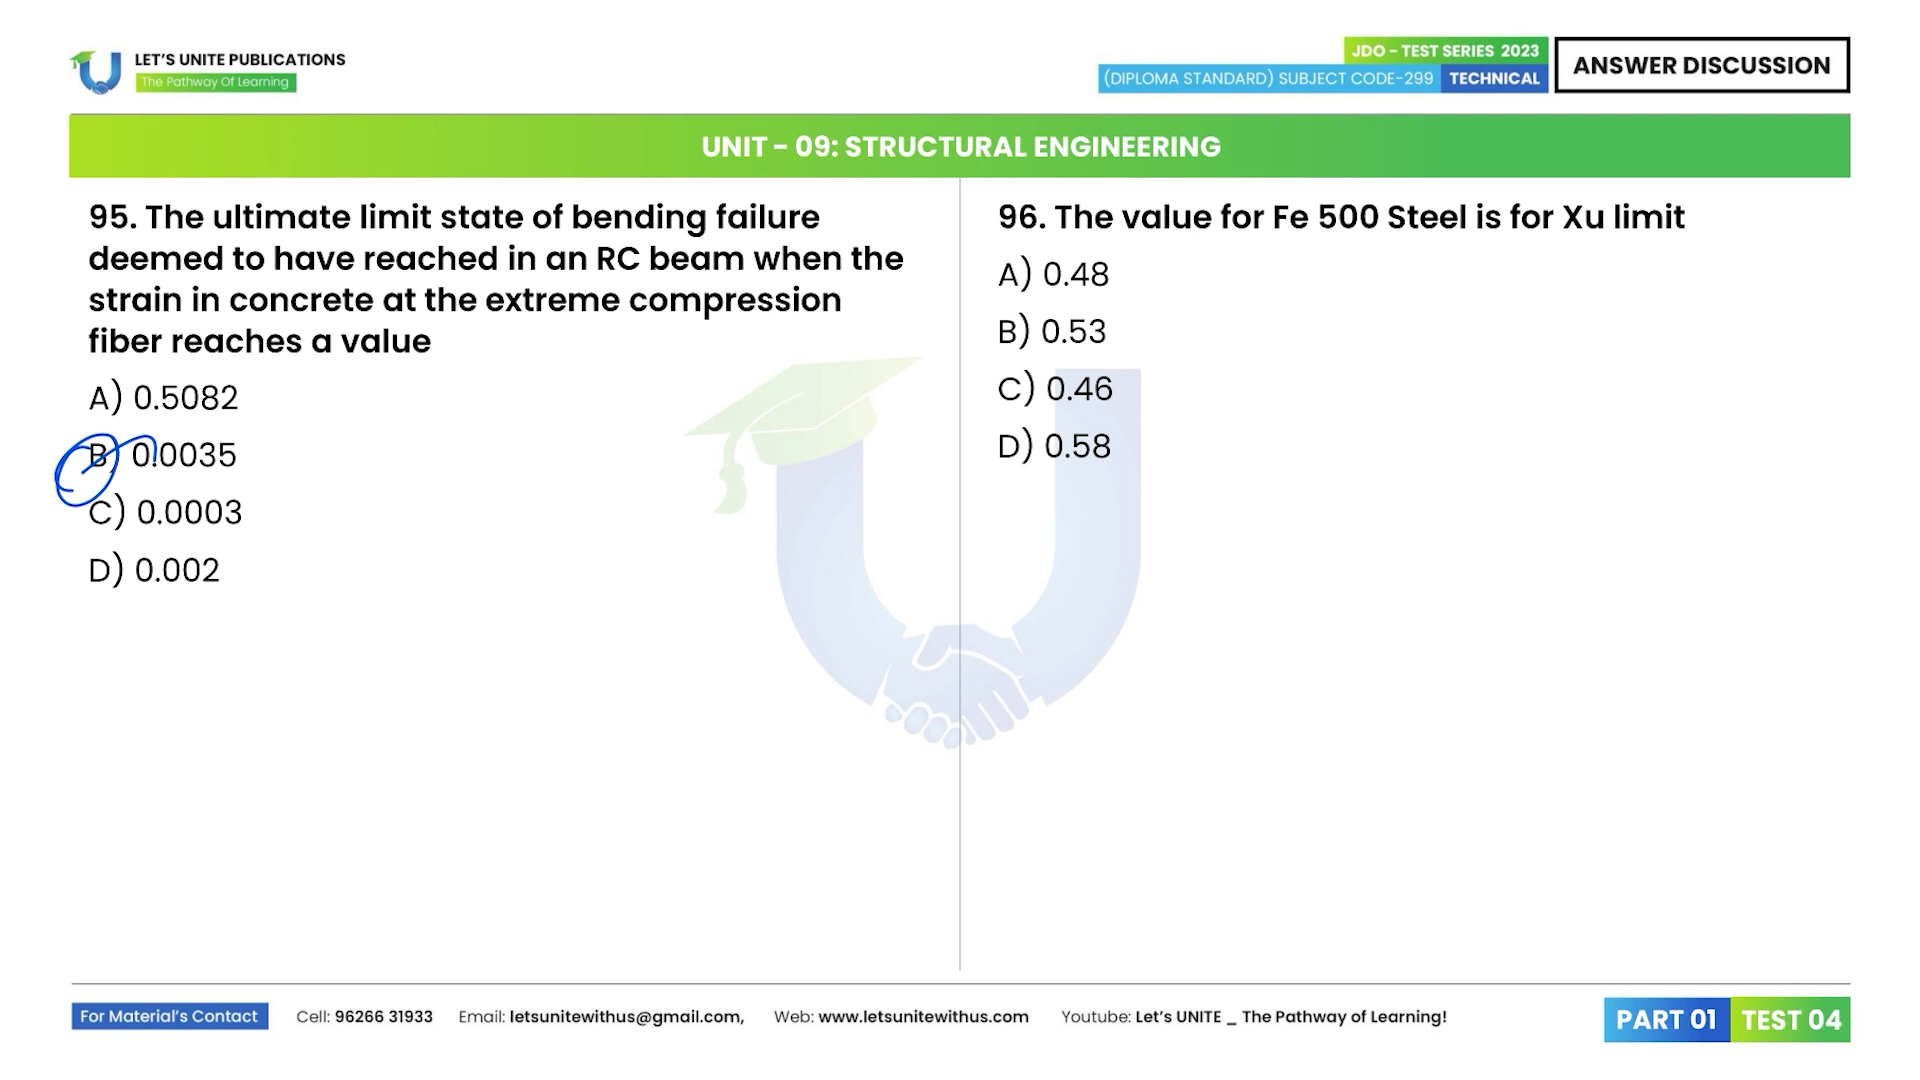 LET'S UNITE PUBLICATIONS
The Pathway Of Learning
JDO - TEST SERIES 2023
(DIPLOMA STANDARD) SUBJECT CODE-299 TECHNICAL
ANSWER DISCUSSION
UNIT - 09: STRUCTURAL ENGINEERING
95. The ultimate limit state of bending failure
deemed to have reached in an RC beam when the
strain in concrete at the extreme compression
fiber reaches a value
A) 0.5082
B) 0.0035
C) 0.0003
D) 0.002
96. The value for Fe 500 Steel is for Xu limit
A) 0.48
B) 0.53
C) 0.46
D) 0.58
For Material's Contact Cell: 96266 31933 Email: letsunitewithus@gmail.com, Web: www.letsunitewithus.com Youtube: Let's UNITE _ The Pathway of Learning!
PART 01 TEST 04